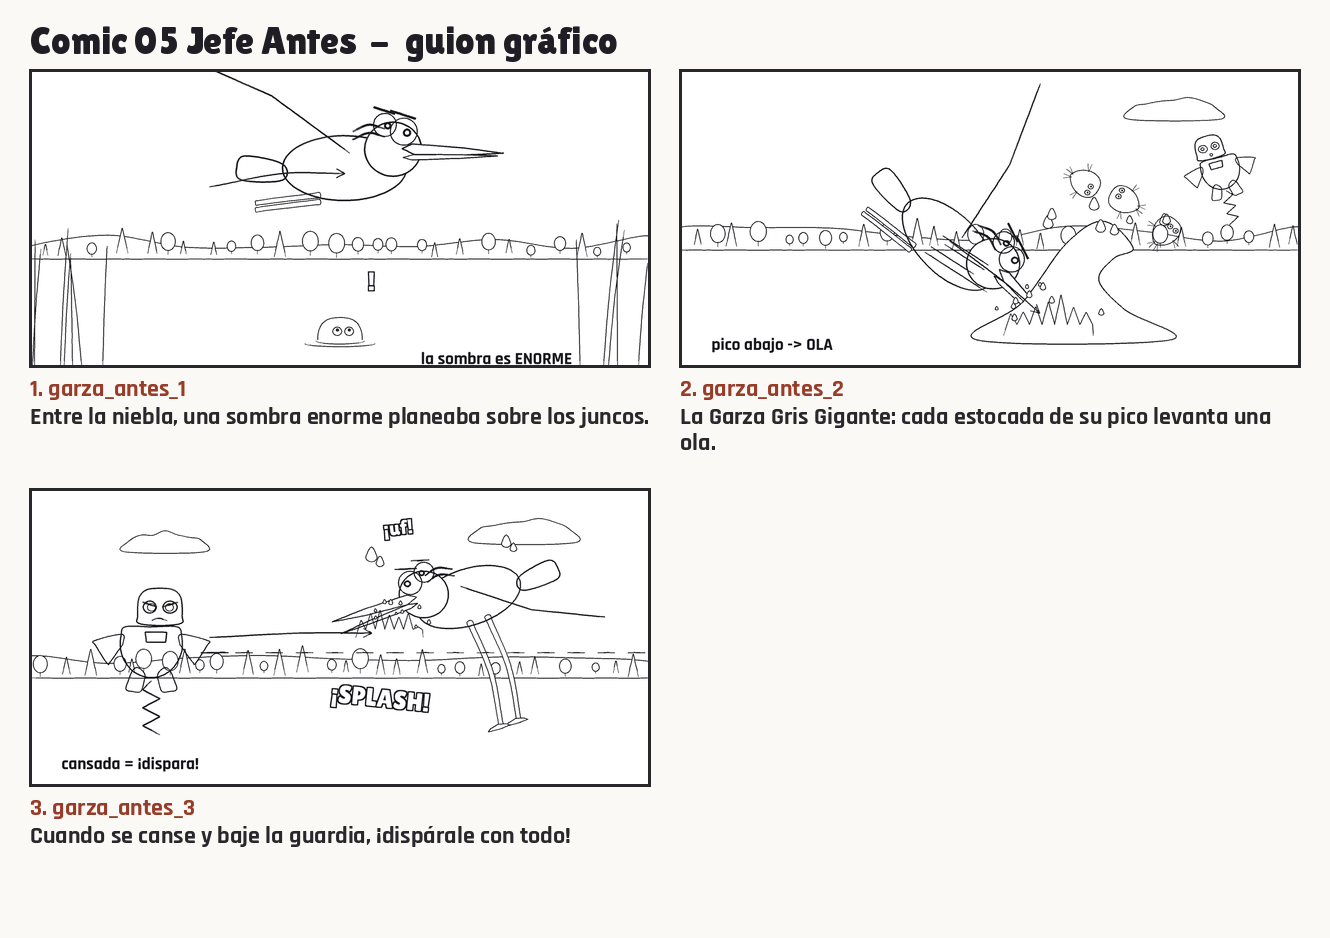 Comic 05 Jefe Antes – guion gráfico
!
la sombra es ENORME
1. garza_antes_1
Entre la niebla, una sombra enorme planeaba sobre los juncos.
pico abajo -> OLA
2. garza_antes_2
La Garza Gris Gigante: cada estocada de su pico levanta una
ola.
¡uf!
¡SPLASH!
cansada = ¡dispara!
3. garza_antes_3
Cuando se canse y baje la guardia, ¡dispárale con todo!